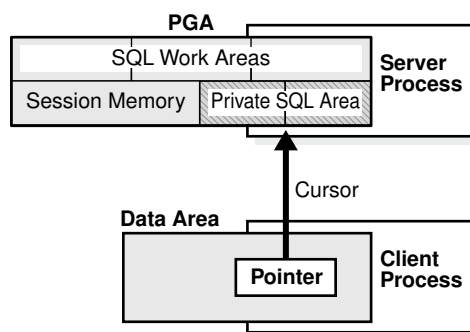 PGA
SQL Work Areas
Server
Process
Session Memory
Private SQL Area
Cursor
Data Area
Client
Process
Pointer